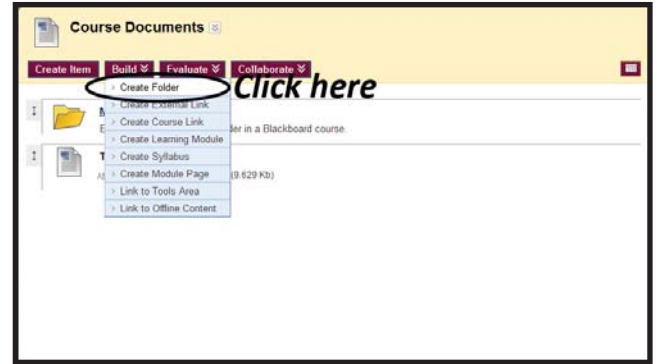 Course Documents
Create Item Build Evaluate Collaborate
Create Folder Click here
Create External Link
Create Course Link
in a Blackboard course.
Create Learning Module
Create Syllabus
(9.629 Kb)
Create Module Page
Link to Tools Area
Link to Offline Content